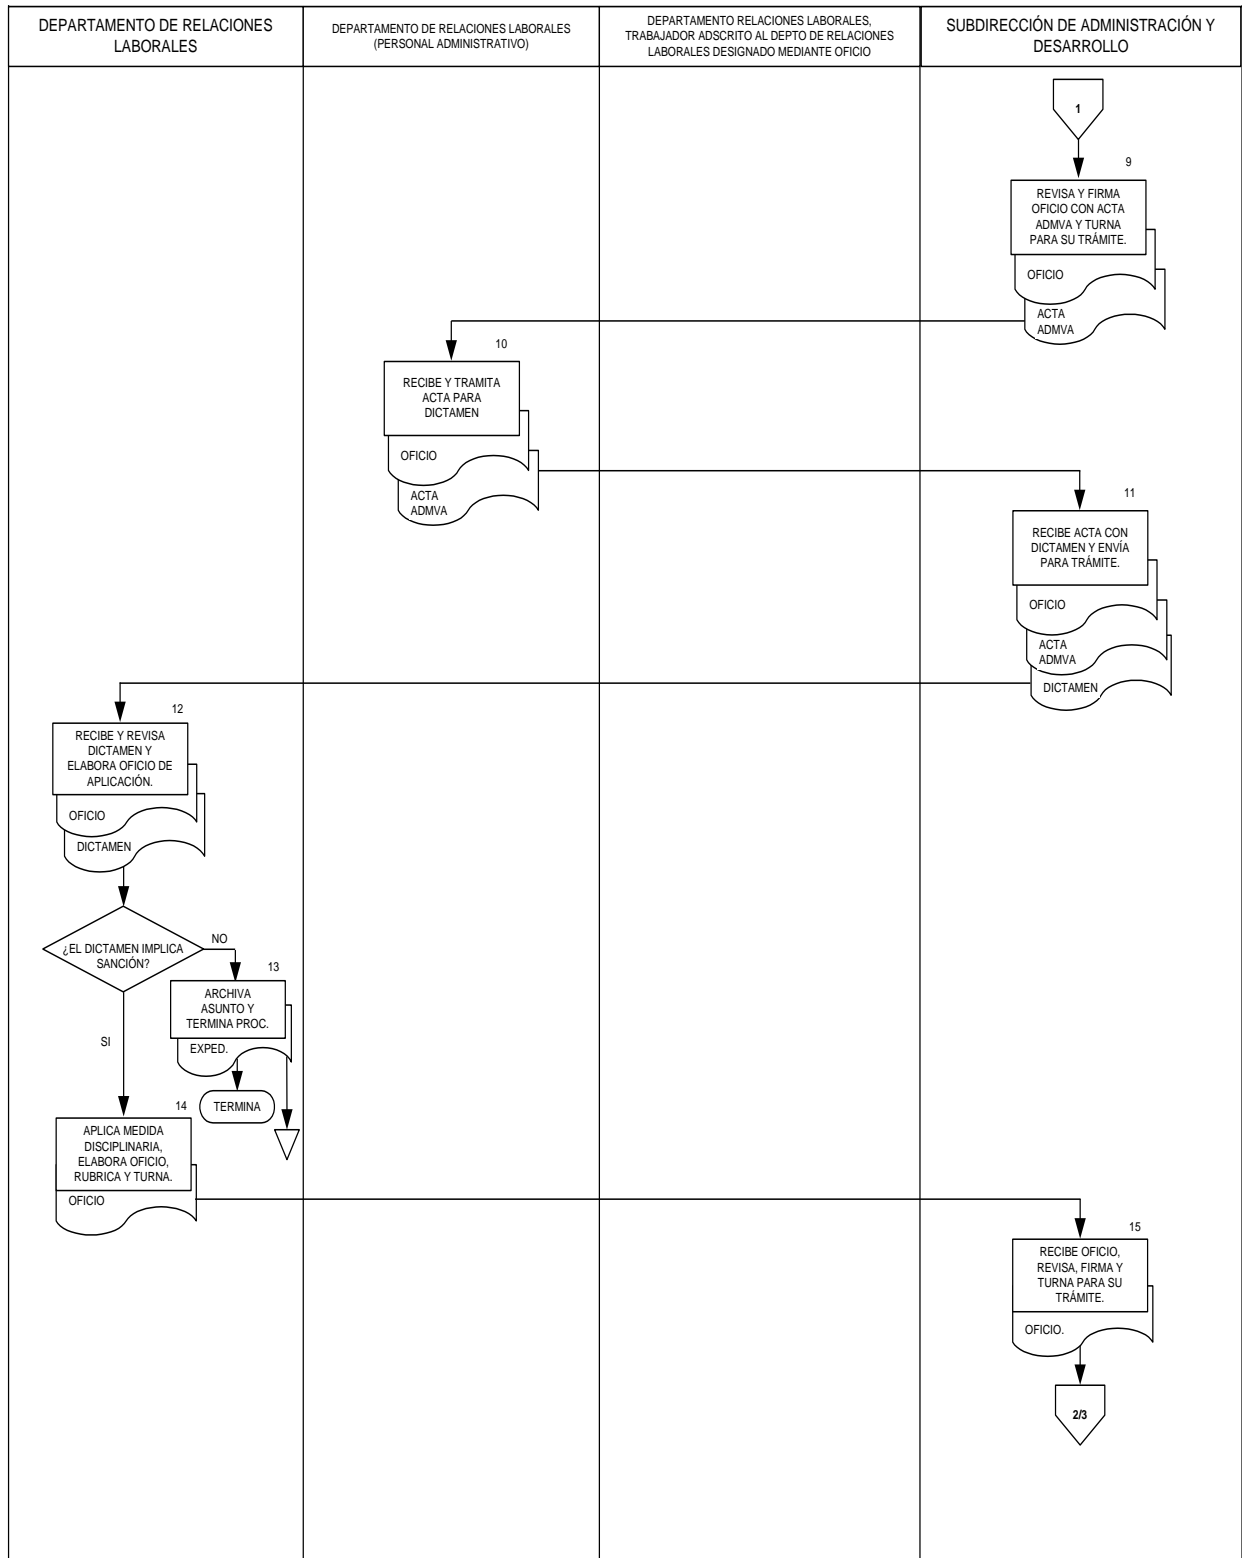 DEPARTAMENTO DE RELACIONES
LABORALES
DEPARTAMENTO DE RELACIONES LABORALES
(PERSONAL ADMINISTRATIVO)
DEPARTAMENTO RELACIONES LABORALES,
TRABAJADOR ADSCRITO AL DEPTO DE RELACIONES
LABORALES DESIGNADO MEDIANTE OFICIO
SUBDIRECCIÓN DE ADMINISTRACIÓN Y
DESARROLLO
1
9
REVISA Y FIRMA
OFICIO CON ACTA
ADMVA Y TURNA
PARA SU TRÁMITE.
OFICIO
ACTA
ADMVA
10
RECIBE Y TRAMITA
ACTA PARA
DICTAMEN
OFICIO
ACTA
ADMVA
11
RECIBE ACTA CON
DICTAMEN Y ENVÍA
PARA TRÁMITE.
OFICIO
ACTA
ADMVA
DICTAMEN
12
RECIBE Y REVISA
DICTAMEN Y
ELABORA OFICIO DE
APLICACIÓN.
OFICIO
DICTAMEN
¿EL DICTAMEN IMPLICA
SANCIÓN?
NO
13
ARCHIVA
ASUNTO Y
TERMINA PROC.
EXPED.
TERMINA
SI
14
APLICA MEDIDA
DISCIPLINARIA,
ELABORA OFICIO,
RUBRICA Y TURNA.
OFICIO
15
RECIBE OFICIO,
REVISA, FIRMA Y
TURNA PARA SU
TRÁMITE.
OFICIO.
2/3